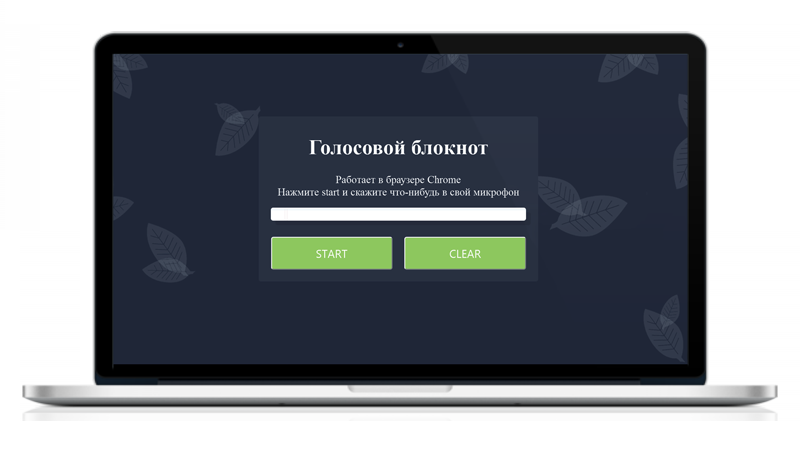 Голосовой блокнот
Работает в браузере Chrome
Нажмите start и скажите что-нибудь в свой микрофон
START
CLEAR